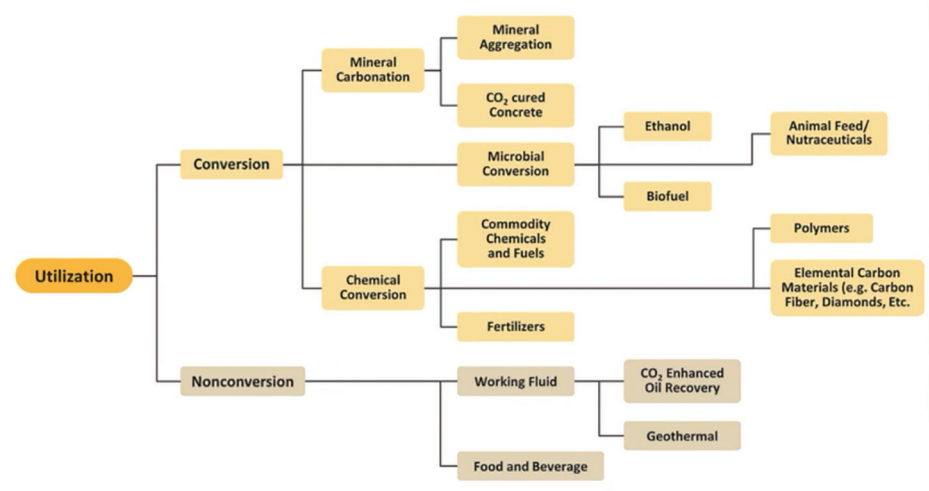 Mineral
Aggregation
Mineral
Carbonation
CO₂ cured
Concrete
Ethanol
Animal Feed/
Nutraceuticals
Conversion
Microbial
Conversion
Biofuel
Commodity
Chemicals
and Fuels
Polymers
Utilization
Chemical
Conversion
Elemental Carbon
Materials (e.g. Carbon
Fiber, Diamonds, Etc.
Fertilizers
Nonconversion
Working Fluid
CO₂ Enhanced
Oil Recovery
Geothermal
Food and Beverage